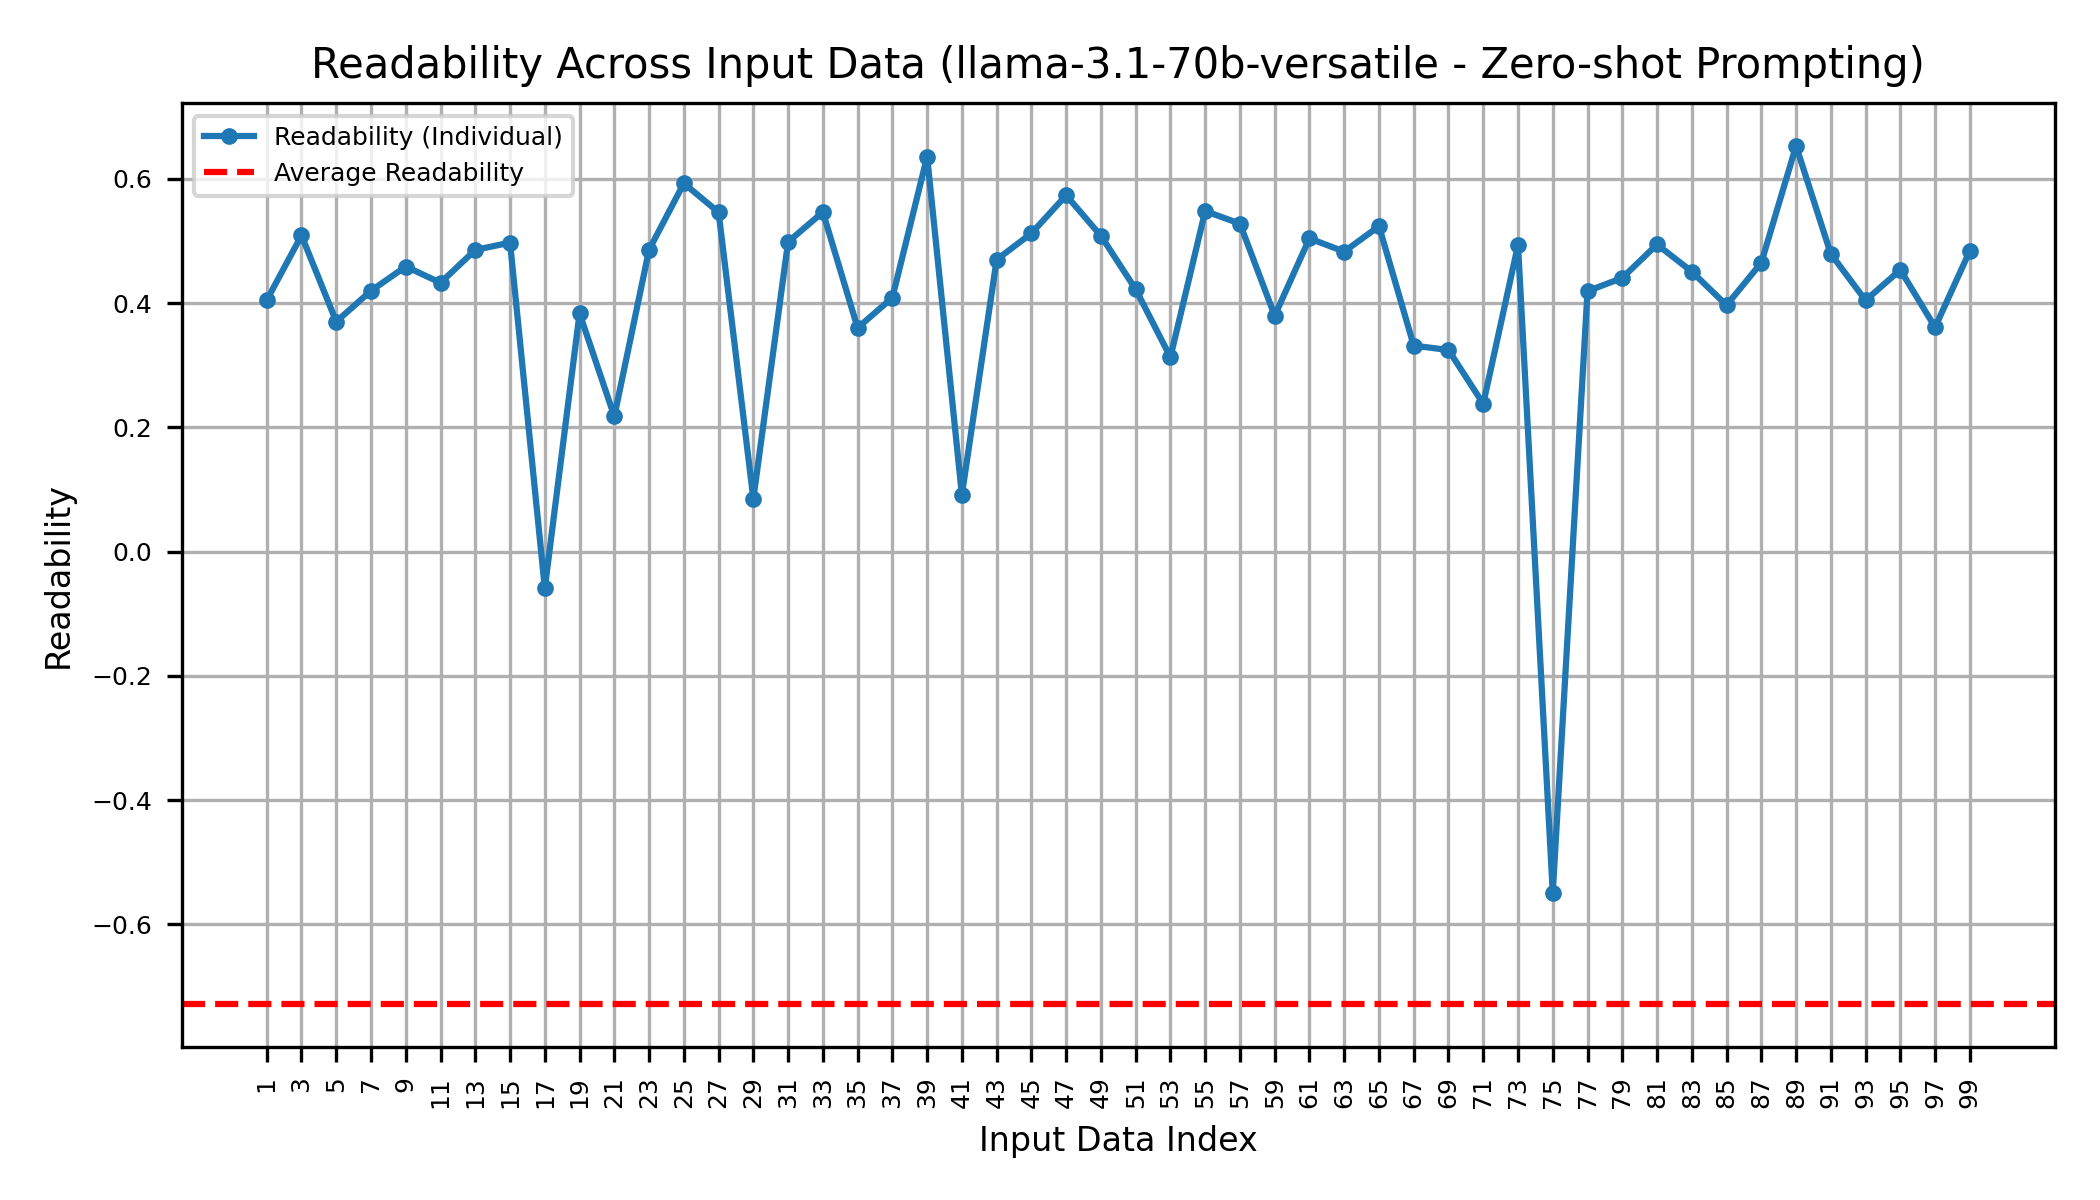 Readability Across Input Data (llama-3.1-70b-versatile - Zero-shot Prompting)
Readability (Individual)
Average Readability
Readability
0.6
0.4
0.2
0.0
−0.2
−0.4
−0.6
1 3 5 7 9 11 13 15 17 19 21 23 25 27 29 31 33 35 37 39 41 43 45 47 49 51 53 55 57 59 61 63 65 67 69 71 73 75 77 79 81 83 85 87 89 91 93 95 97 99
Input Data Index